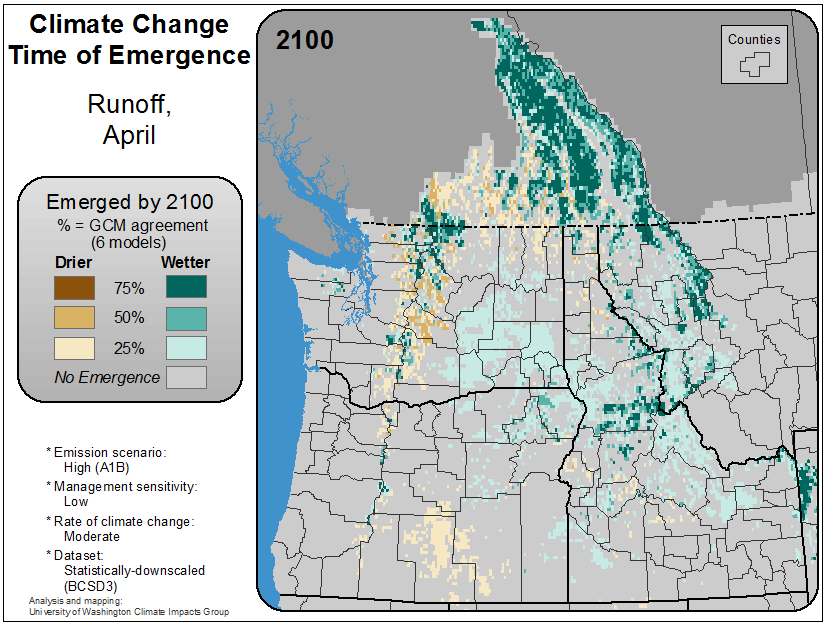 Climate Change
Time of Emergence
Runoff,
April
Emerged by 2100
% = GCM agreement
(6 models)
Drier Wetter
75%
50%
25%
No Emergence
* Emission scenario:
High (A1B)
* Management sensitivity:
Low
* Rate of climate change:
Moderate
* Dataset:
Statistically-downscaled
(BCSD3)
Analysis and mapping:
University of Washington Climate Impacts Group
2100
Counties